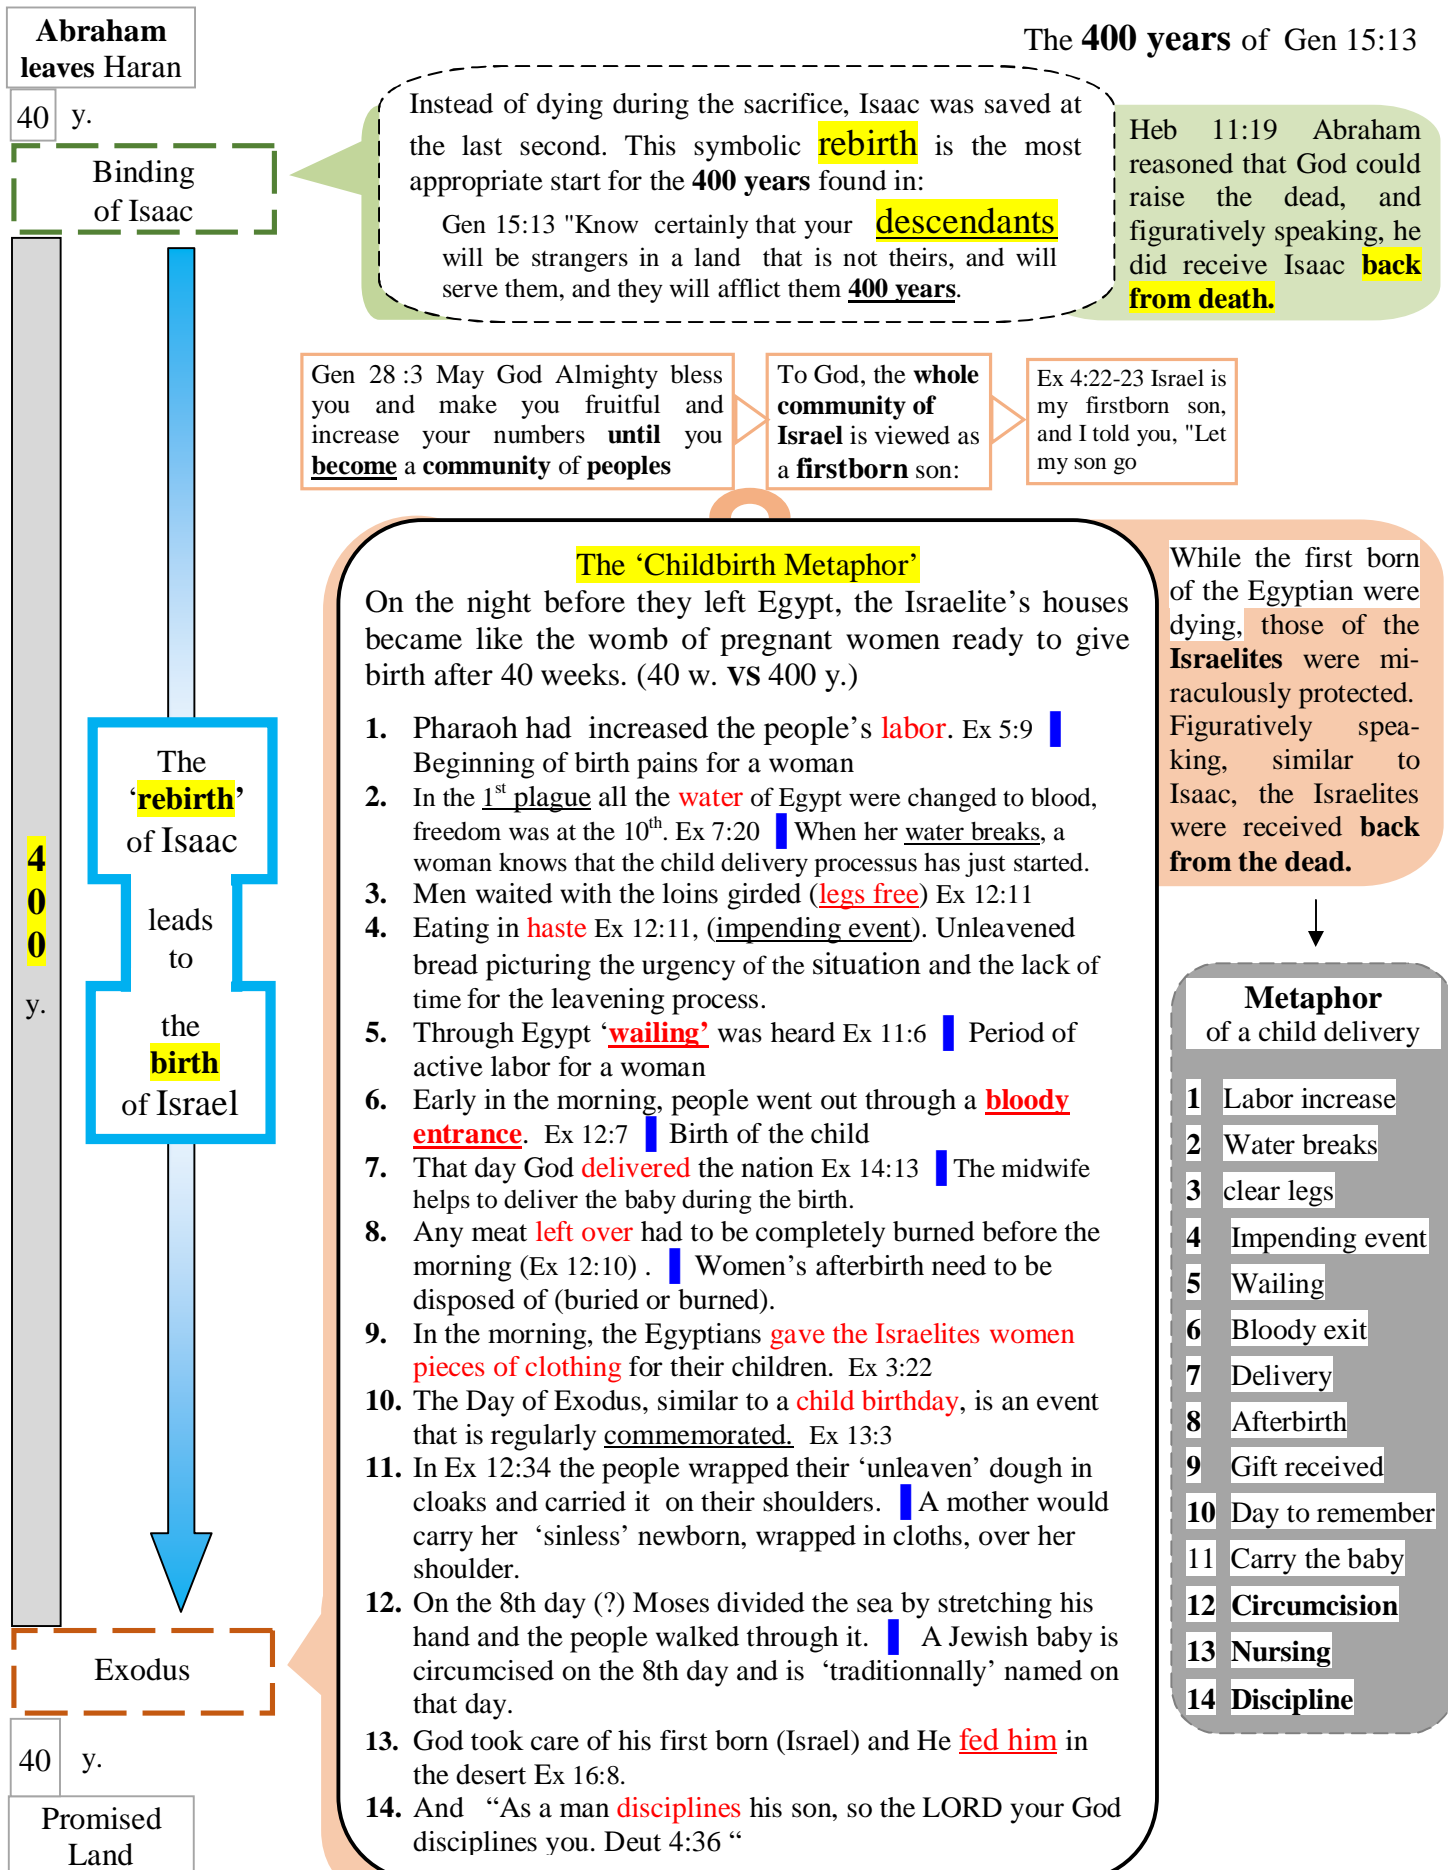 Abraham
leaves Haran
40 y.
Binding
of Isaac
The 400 years of Gen 15:13
Instead of dying during the sacrifice, Isaac was saved at
the last second. This symbolic rebirth is the most
appropriate start for the 400 years found in:
Gen 15:13 "Know certainly that your descendants
will be strangers in a land that is not theirs, and will
serve them, and they will afflict them 400 years.
Heb 11:19 Abraham
reasoned that God could
raise the dead, and
figuratively speaking, he
did receive Isaac back
from death.
Gen 28 :3 May God Almighty bless
you and make you fruitful and
increase your numbers until you
become a community of peoples
To God, the whole
community of
Israel is viewed as
a firstborn son:
Ex 4:22-23 Israel is
my firstborn son,
and I told you, "Let
my son go
400
y.
The
‘rebirth’
of Isaac
leads
to
the
birth
of Israel
The ‘Childbirth Metaphor’
On the night before they left Egypt, the Israelite’s houses
became like the womb of pregnant women ready to give
birth after 40 weeks. (40 w. vs 400 y.)
1. Pharaoh had increased the people’s labor. Ex 5:9
Beginning of birth pains for a woman
2. In the 1st plague all the water of Egypt were changed to blood,
freedom was at the 10th. Ex 7:20 When her water breaks, a
woman knows that the child delivery processus has just started.
3. Men waited with the loins girded (legs free) Ex 12:11
4. Eating in haste Ex 12:11, (impending event). Unleavened
bread picturing the urgency of the situation and the lack of
time for the leavening process.
5. Through Egypt ‘wailing’ was heard Ex 11:6 Period of
active labor for a woman
6. Early in the morning, people went out through a bloody
entrance. Ex 12:7 Birth of the child
7. That day God delivered the nation Ex 14:13 The midwife
helps to deliver the baby during the birth.
8. Any meat left over had to be completely burned before the
morning (Ex 12:10) . Women’s afterbirth need to be
disposed of (buried or burned).
9. In the morning, the Egyptians gave the Israelites women
pieces of clothing for their children. Ex 3:22
10. The Day of Exodus, similar to a child birthday, is an event
that is regularly commemorated. Ex 13:3
11. In Ex 12:34 the people wrapped their ‘unleaven’ dough in
cloaks and carried it on their shoulders. A mother would
carry her ‘sinless’ newborn, wrapped in cloths, over her
shoulder.
12. On the 8th day (?) Moses divided the sea by stretching his
hand and the people walked through it. A Jewish baby is
circumcised on the 8th day and is ‘traditionnally’ named on
that day.
13. God took care of his first born (Israel) and He fed him in
the desert Ex 16:8.
14. And “As a man disciplines his son, so the LORD your God
disciplines you. Deut 4:36 “
While the first born
of the Egyptian were
dying, those of the
Israelites were mi-
raculously protected.
Figuratively spea-
king, similar to
Isaac, the Israelites
were received back
from the dead.
Metaphor
of a child delivery
1 Labor increase
2 Water breaks
3 clear legs
4 Impending event
5 Wailing
6 Bloody exit
7 Delivery
8 Afterbirth
9 Gift received
10 Day to remember
11 Carry the baby
12 Circumcision
13 Nursing
14 Discipline
Exodus
40 y.
Promised
Land